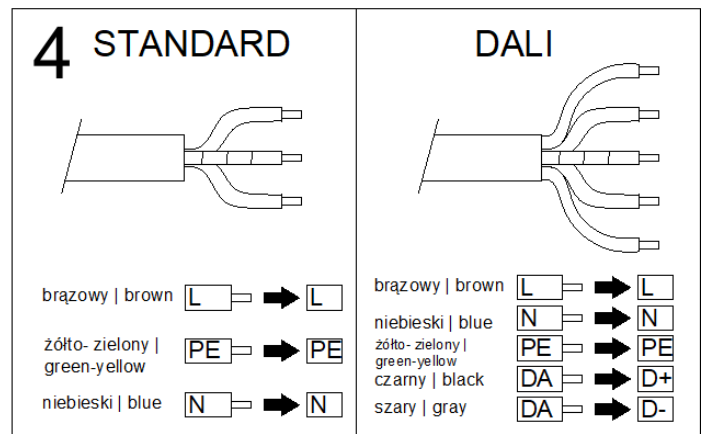 4 STANDARD
brązowy | brown L L
żółto- zielony |
green-yellow PE PE
niebieski | blue N N
DALI
brązowy | brown L L
niebieski | blue N N
żółto- zielony |
green-yellow PE PE
czarny | black DA D+
szary | gray DA D-